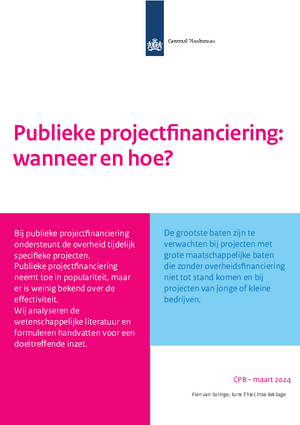 Centraal Planbureau
Publieke projectfinanciering:
wanneer en hoe?
Bij publieke projectfinanciering
ondersteunt de overheid tijdelijk
specifieke projecten.
Publieke projectfinanciering
neemt toe in populariteit, maar
er is weinig bekend over de
effectiviteit.
Wij analyseren de
wetenschappelijke literatuur en
formuleren handvatten voor een
doeltreffende inzet.
De grootste baten zijn te
verwachten bij projecten met
grote maatschappelijke baten
die zonder overheidsfinanciering
niet tot stand komen en bij
projecten van jonge of kleine
bedrijven.
CPB - maart 2024
Fien van Solinge, Jurre Thiel, Insa Wellage